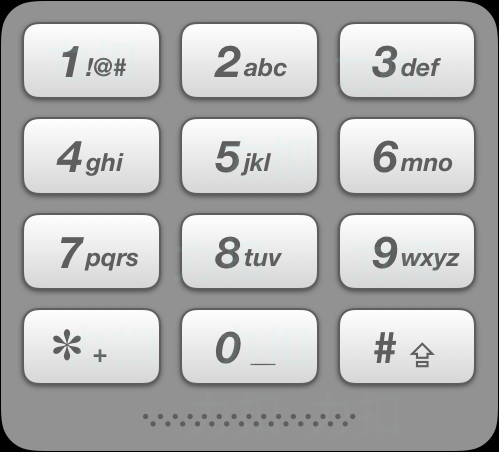 1 !@# 2 abc 3 def
4 ghi 5 jkl 6 mno
7 pqrs 8 tuv 9 wxyz
* + 0 _ #